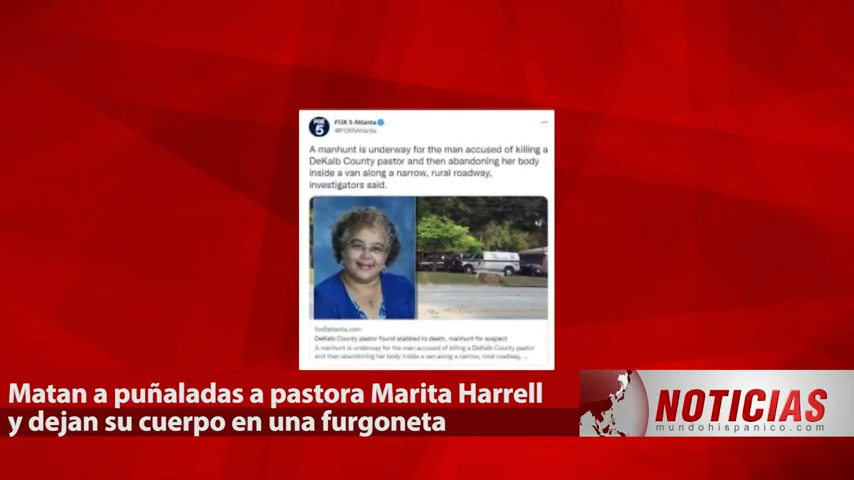 FOX 5 Atlanta
@FOX5Atlanta
A manhunt is underway for the man accused of killing a
DeKalb County pastor and then abandoning her body
inside a van along a narrow, rural roadway,
investigators said.
fox5atlanta.com
DeKalb County pastor found stabbed to death, manhunt for suspect
A manhunt is underway for the man accused of killing a DeKalb County pastor
and then abandoning her body inside a van along a narrow, rural roadway, ...
Matan a puñaladas a pastora Marita Harrell
y dejan su cuerpo en una furgoneta
NOTICIAS
mundohispanico.com